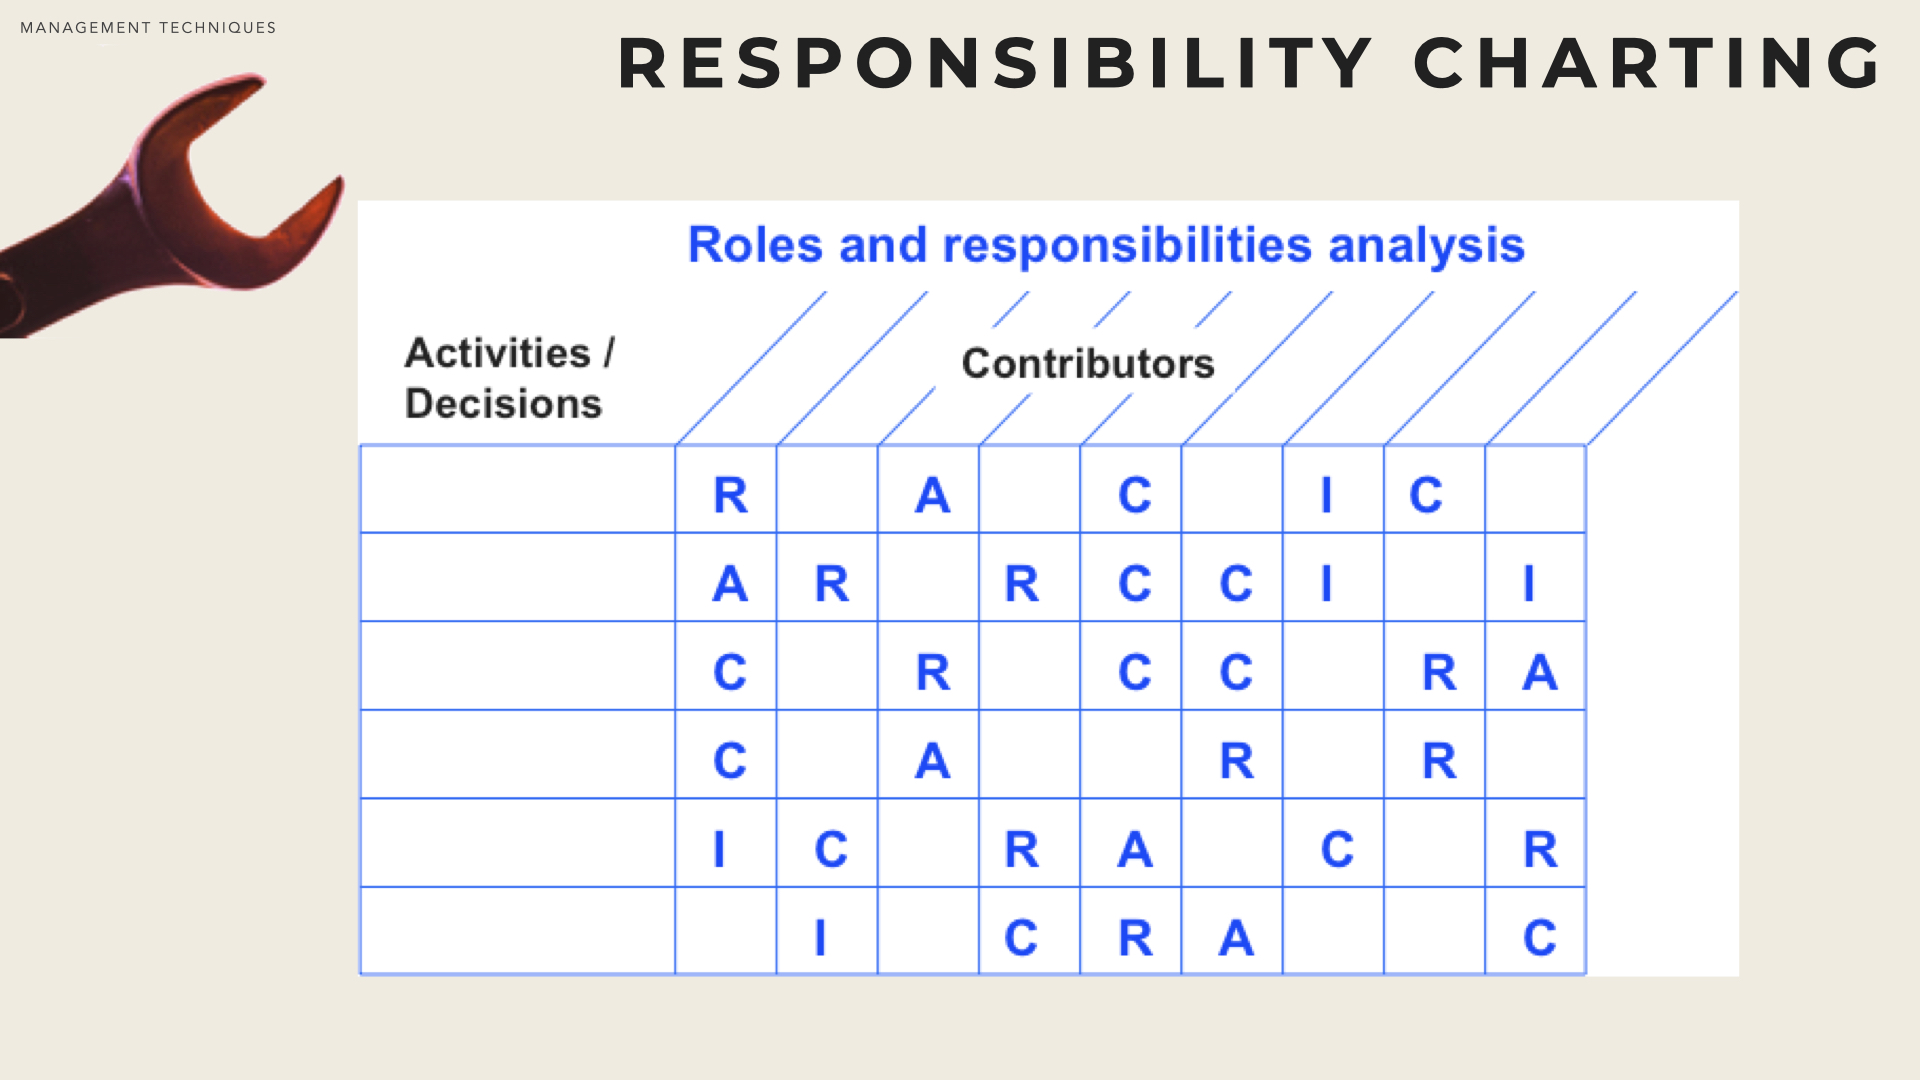 MANAGEMENT TECHNIQUES
RESPONSIBILITY CHARTING
Roles and responsibilities analysis
Activities /
Decisions
Contributors
R A C I C
A R R C C I I
C R C C R A
C A R R
I C R A C R
I C R A C